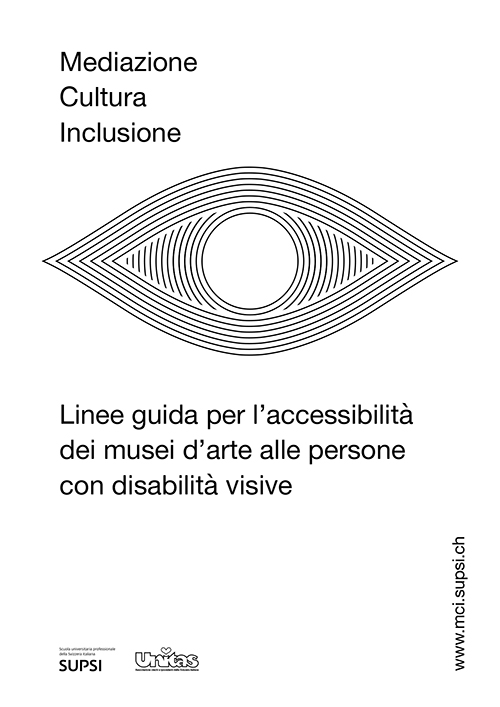 Mediazione
Cultura
Inclusione
Linee guida per l’accessibilità
dei musei d’arte alle persone
con disabilità visive
www.mci.supsi.ch
Scuola universitaria professionale
della Svizzera italiana
SUPSI
Unitas